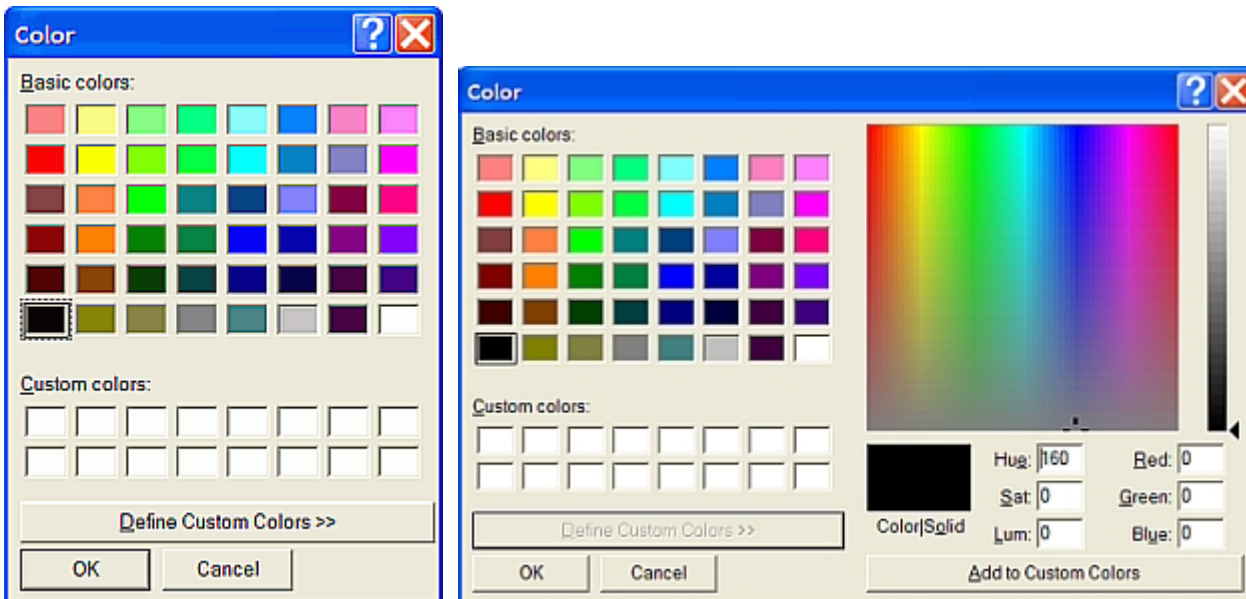 Color
Basic colors:
Custom colors:
Define Custom Colors >>
OK Cancel
Color
Basic colors:
Custom colors:
Define Custom Colors >>
OK Cancel
Hue: 160 Red: 0
Sat: 0 Green: 0
Color|Solid Lum: 0 Blue: 0
Add to Custom Colors